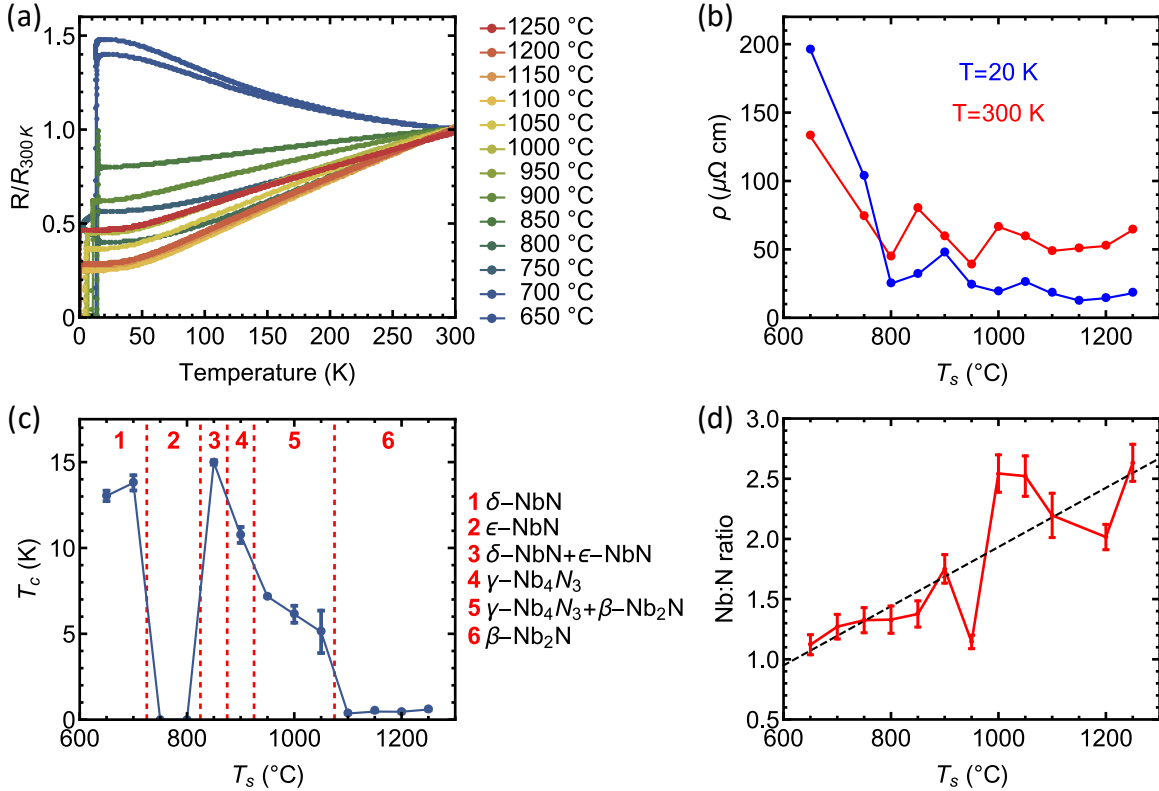 (a)
1.5
1.0
0.5
0
R/R300 K
0 50 100 150 200 250 300
Temperature (K)
1250 °C
1200 °C
1150 °C
1100 °C
1050 °C
1000 °C
950 °C
900 °C
850 °C
800 °C
750 °C
700 °C
650 °C
(b)
200
150
100
50
0
ρ (μΩ cm)
T=20 K
T=300 K
600 800 1000 1200
Ts (°C)
(c)
15
10
5
0
Tc (K)
1 2 3 4 5 6
600 800 1000 1200
Ts (°C)
1 δ−NbN
2 ϵ−NbN
3 δ−NbN+ϵ−NbN
4 γ−Nb4N3
5 γ−Nb4N3+β−Nb2N
6 β−Nb2N
(d)
3.0
2.5
2.0
1.5
1.0
0.5
Nb:N ratio
600 800 1000 1200
Ts (°C)